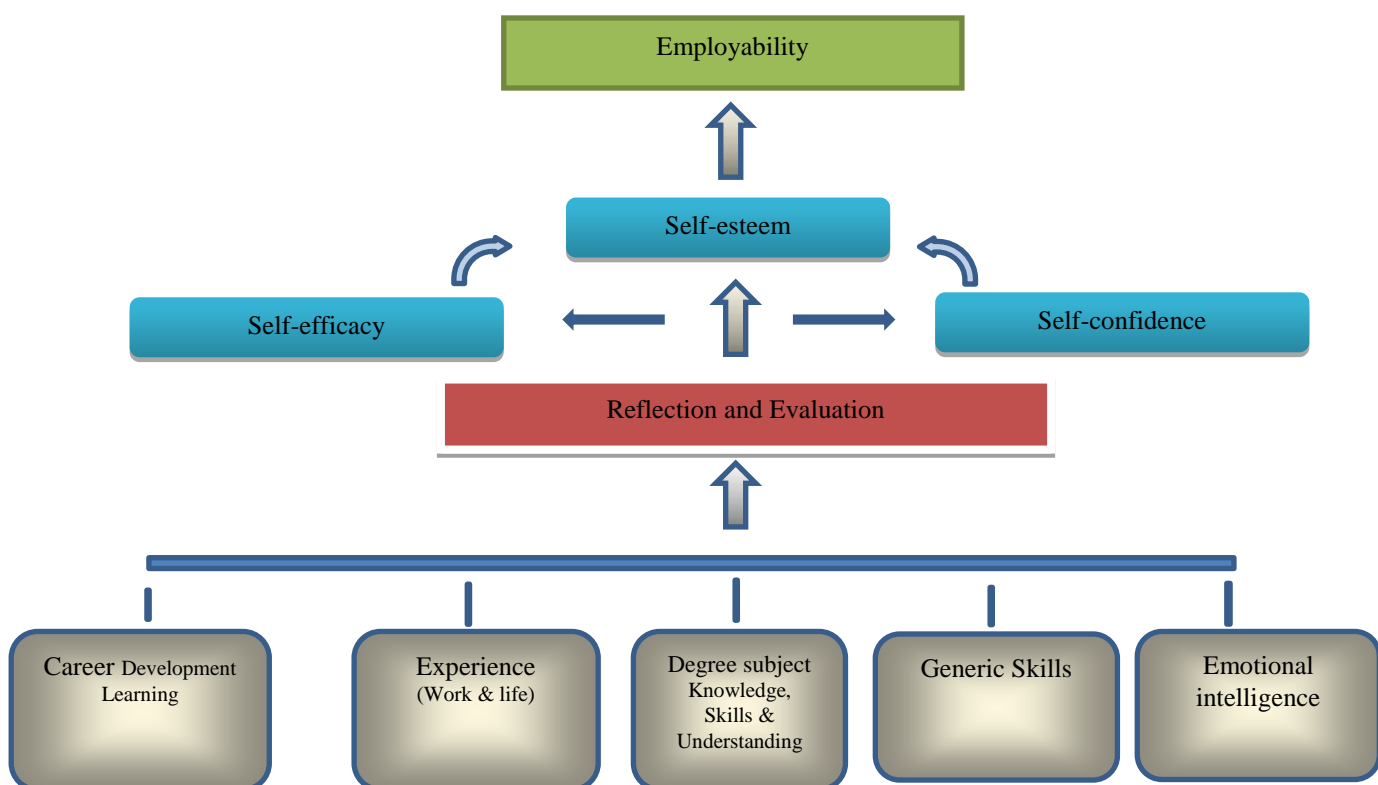 Employability
Self-esteem
Self-efficacy
Self-confidence
Reflection and Evaluation
Career Development
Learning
Experience
(Work & life)
Degree subject
Knowledge,
Skills &
Understanding
Generic Skills
Emotional
intelligence